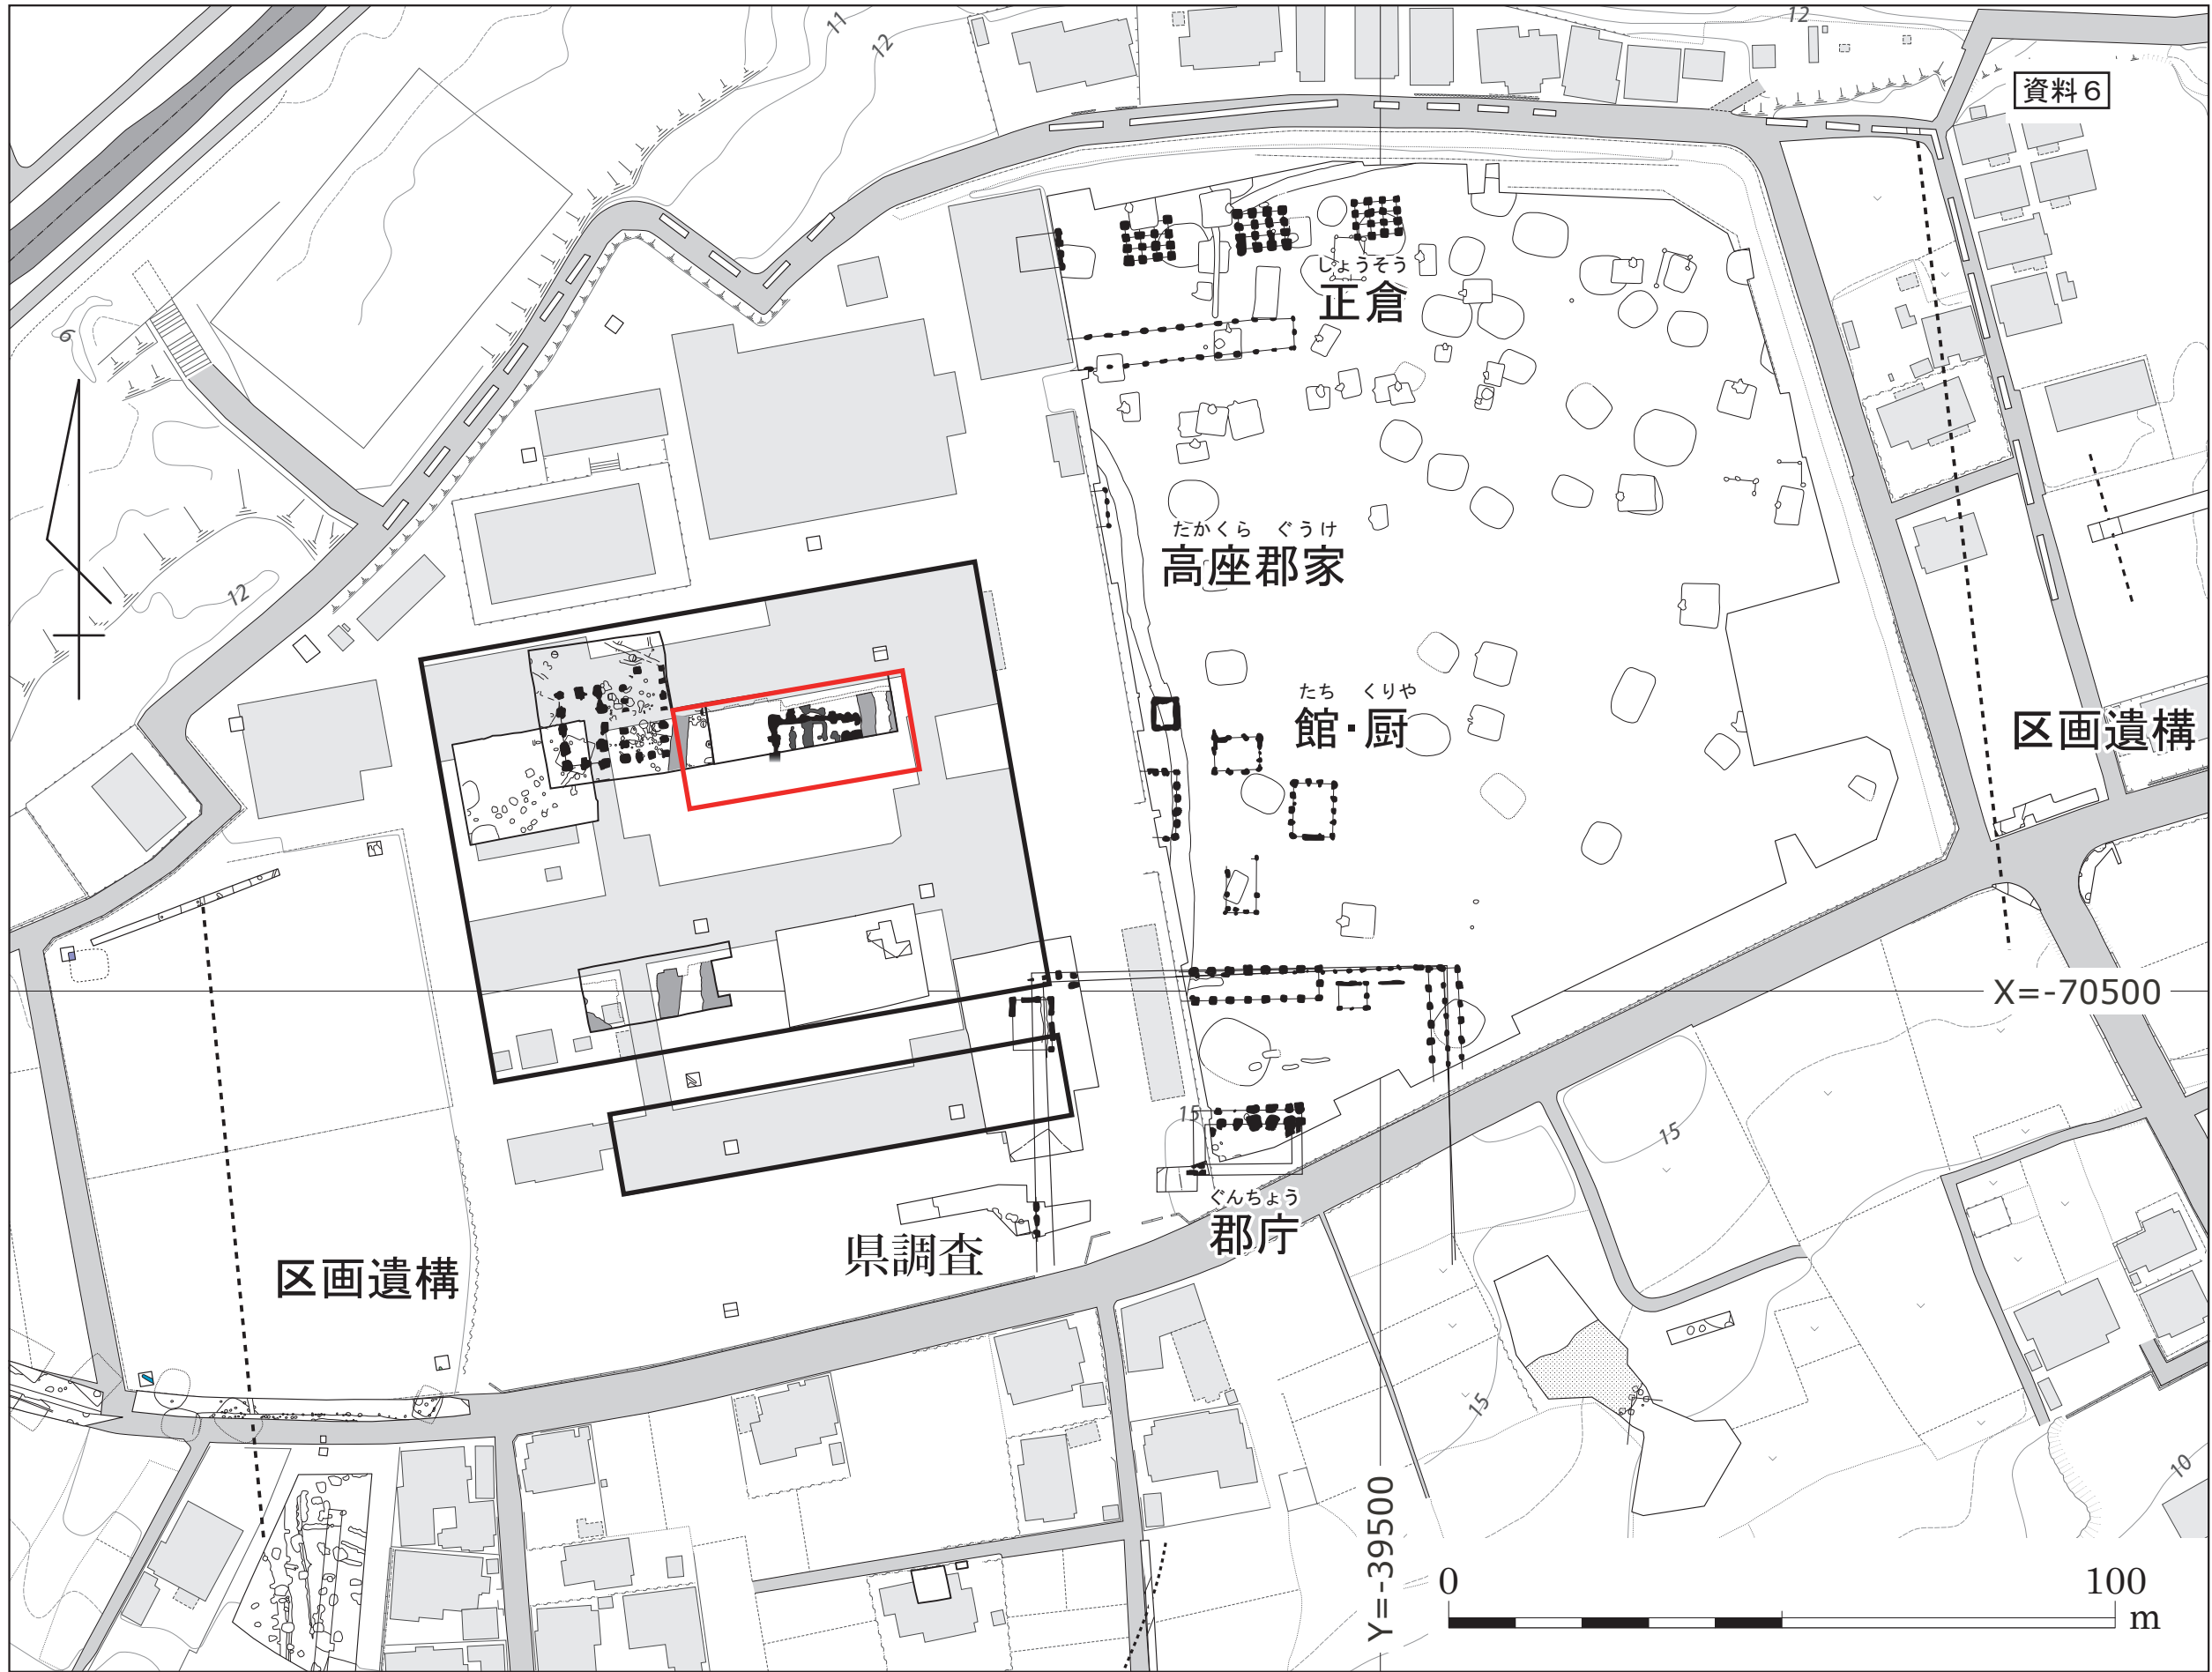 11
12
12
資料6
しょうそう
正倉
6
たかくら ぐうけ
高座郡家
12
たち くりや
館・厨
区画遺構
X=-70500
15
15
ぐんちょう
郡庁
県調査
区画遺構
15
10
Y=-39500
0 100
m